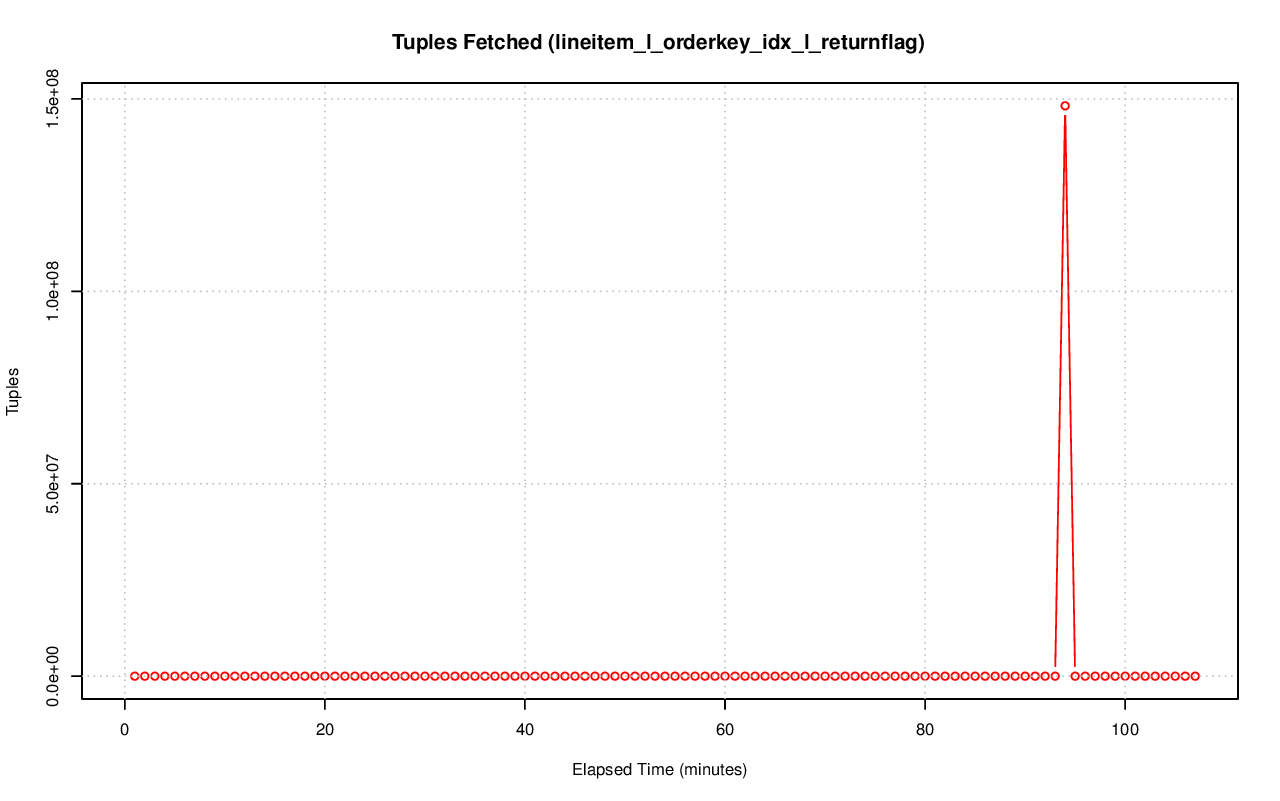 Tuples Fetched (lineitem_l_orderkey_idx_l_returnflag)
Tuples
1.5e+08
1.0e+08
5.0e+07
0.0e+00
0 20 40 60 80 100
Elapsed Time (minutes)